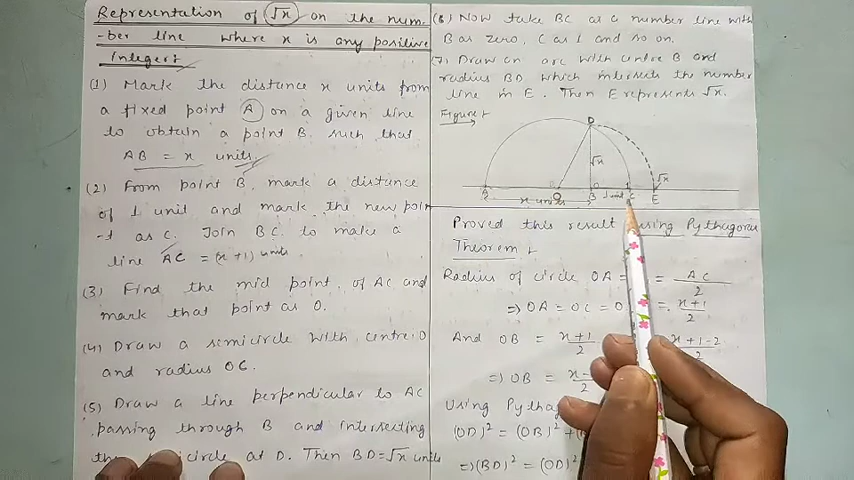 Representation of √x on the num-
-ber line where x is any positive
integer :
(1) Mark the distance x units from
a fixed point A on a given line
to obtain a point B such that
AB = x units.
(2) From point B mark a distance
of 1 unit and mark the new poin
-t as C. Join BC to make a
line AC = (x+1) units
(3) Find the mid point of AC and
mark that point as O.
(4) Draw a semicircle with centre O
and radius OC.
(5) Draw a line perpendicular to AC
passing through B and intersecting
the circle at D. Then BD = √x units
(6) Now take BC as a number line with
B as zero, C as 1 and so on.
(7) Draw an arc with centre B and
radius BD which intersects the number
line in E. Then E represents √x.
Figure :-
D
√x
√x
A O B C E
x units 1 unit
Proved this result using Pythagoras
Theorem :-
Radius of circle OA = = AC/2
⇒ OA = OC = O = x+1/2
And OB = x+1/2 x+1-2/2
⇒ OB = x-/2
Using Pythag
(OD)² = (OB)² + (
⇒ (BD)² = (OD)²